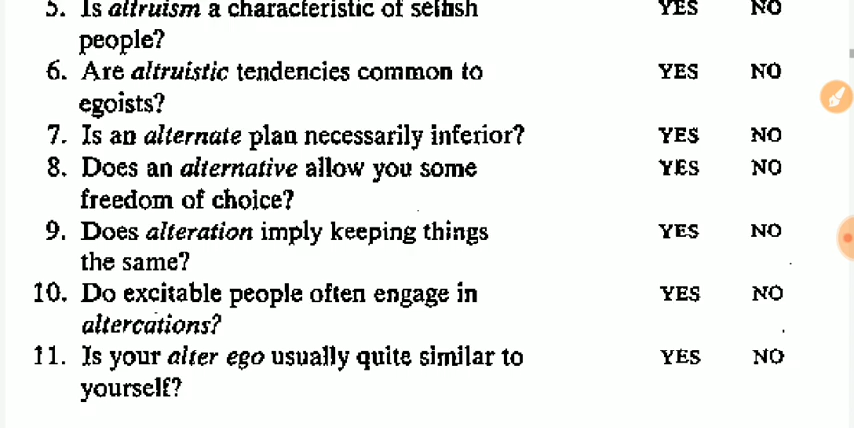 5. Is altruism a characteristic of selfish YES NO
people?
6. Are altruistic tendencies common to YES NO
egoists?
7. Is an alternate plan necessarily inferior? YES NO
8. Does an alternative allow you some YES NO
freedom of choice?
9. Does alteration imply keeping things YES NO
the same?
10. Do excitable people often engage in YES NO
altercations?
11. Is your alter ego usually quite similar to YES NO
yourself?